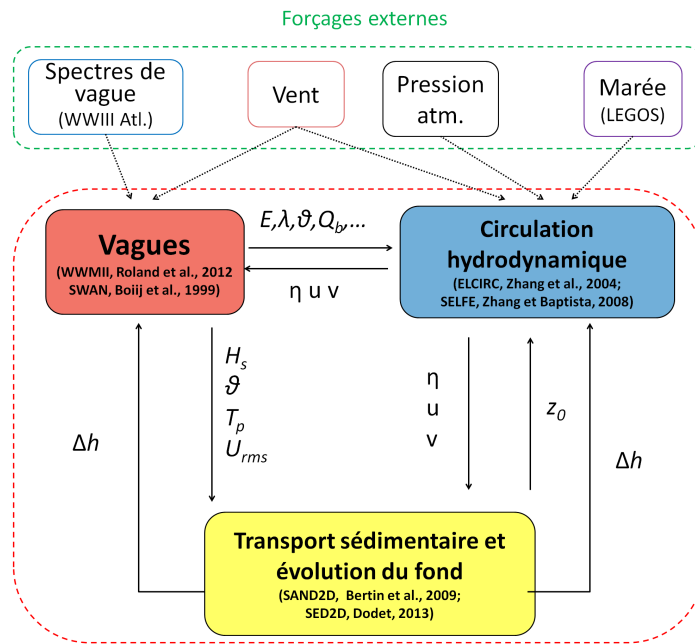 Forçages externes
Spectres de
vague
(WWIII Atl.)
Vent
Pression
atm.
Marée
(LEGOS)
Vagues
(WWMII, Roland et al., 2012
SWAN, Boiij et al., 1999)
E,λ,ϑ,Q_b,...
η u v
Circulation
hydrodynamique
(ELCIRC, Zhang et al., 2004;
SELFE, Zhang et Baptista, 2008)
H_s
ϑ
T_p
U_rms
η
u
v
z_0
Δh
Δh
Transport sédimentaire et
évolution du fond
(SAND2D, Bertin et al., 2009;
SED2D, Dodet, 2013)